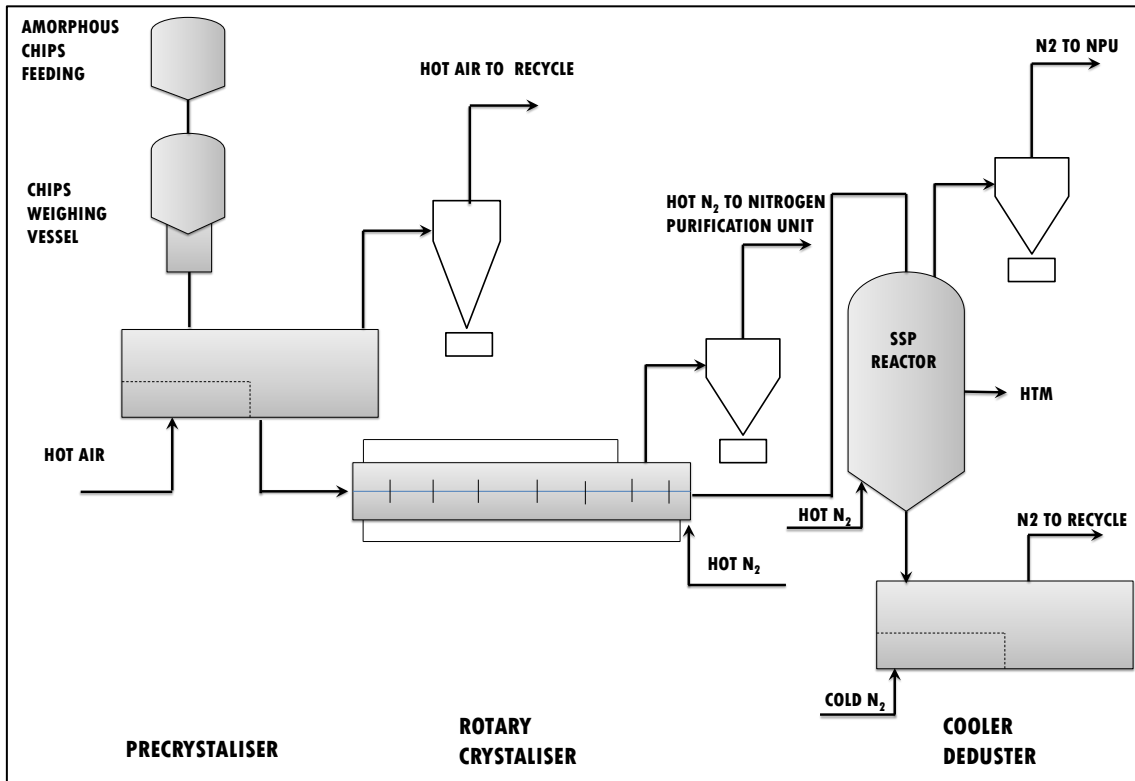 AMORPHOUS
CHIPS
FEEDING
CHIPS
WEIGHING
VESSEL
HOT AIR TO RECYCLE
HOT N₂ TO NITROGEN
PURIFICATION UNIT
N2 TO NPU
SSP
REACTOR
HTM
HOT AIR
HOT N₂
HOT N₂
N2 TO RECYCLE
COLD N₂
PRECRYSTALISER
ROTARY
CRYSTALISER
COOLER
DEDUSTER